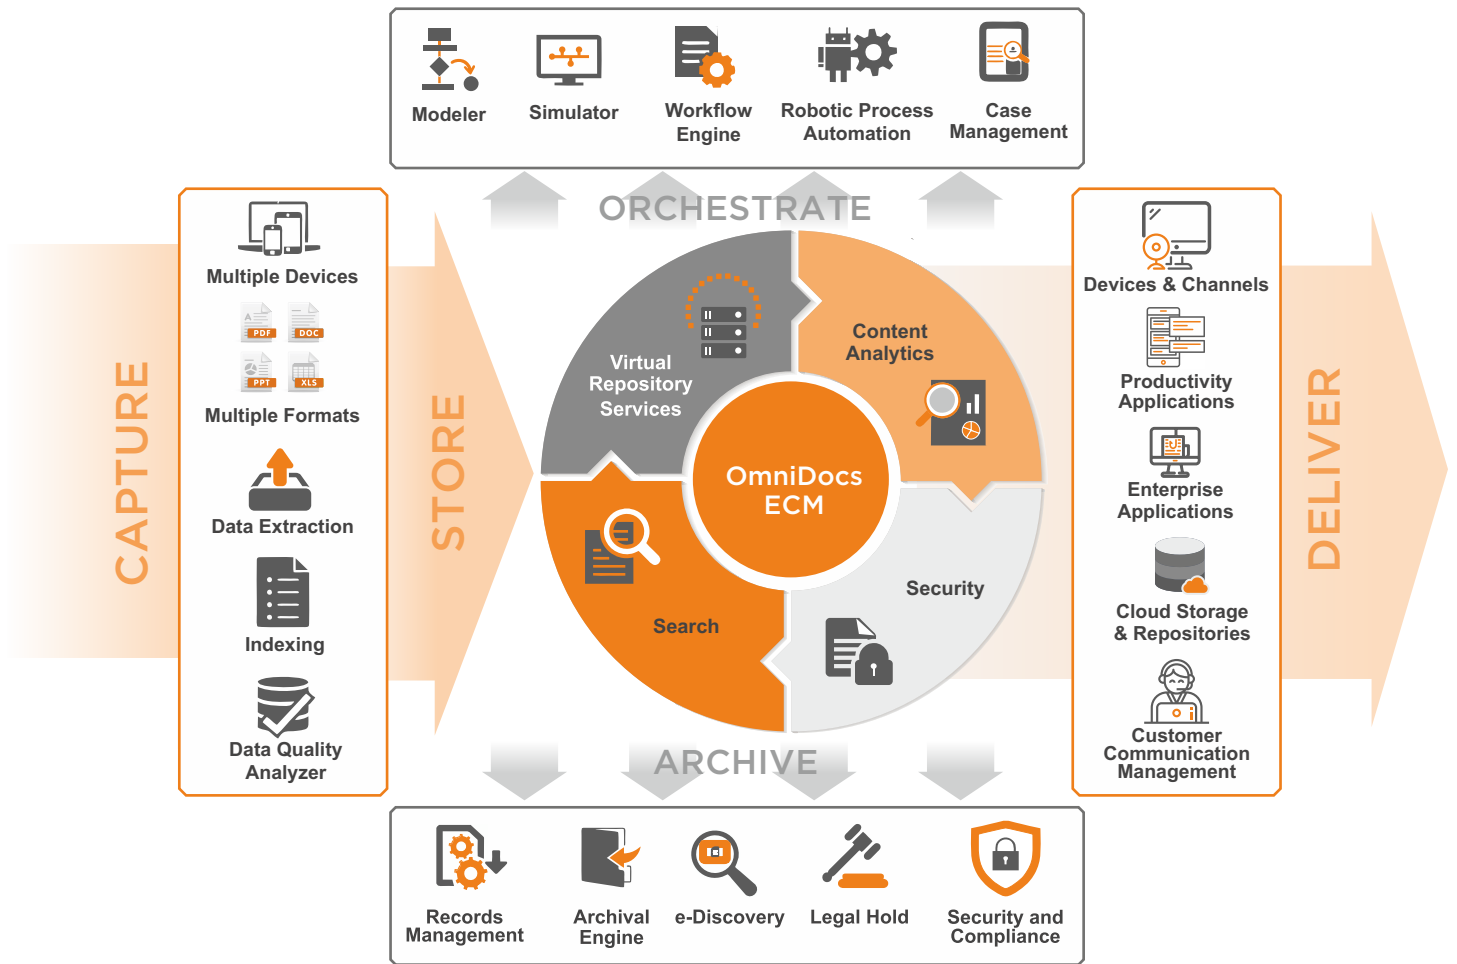 Modeler
Simulator
Workflow
Engine
Robotic Process
Automation
Case
Management
ORCHESTRATE
CAPTURE
Multiple Devices
PDF
DOC
PPT
XLS
Multiple Formats
Data Extraction
Indexing
Data Quality
Analyzer
STORE
Virtual
Repository
Services
Content
Analytics
OmniDocs
ECM
Search
Security
Devices & Channels
Productivity
Applications
Enterprise
Applications
Cloud Storage
& Repositories
Customer
Communication
Management
DELIVER
ARCHIVE
Records
Management
Archival
Engine
e-Discovery
Legal Hold
Security and
Compliance